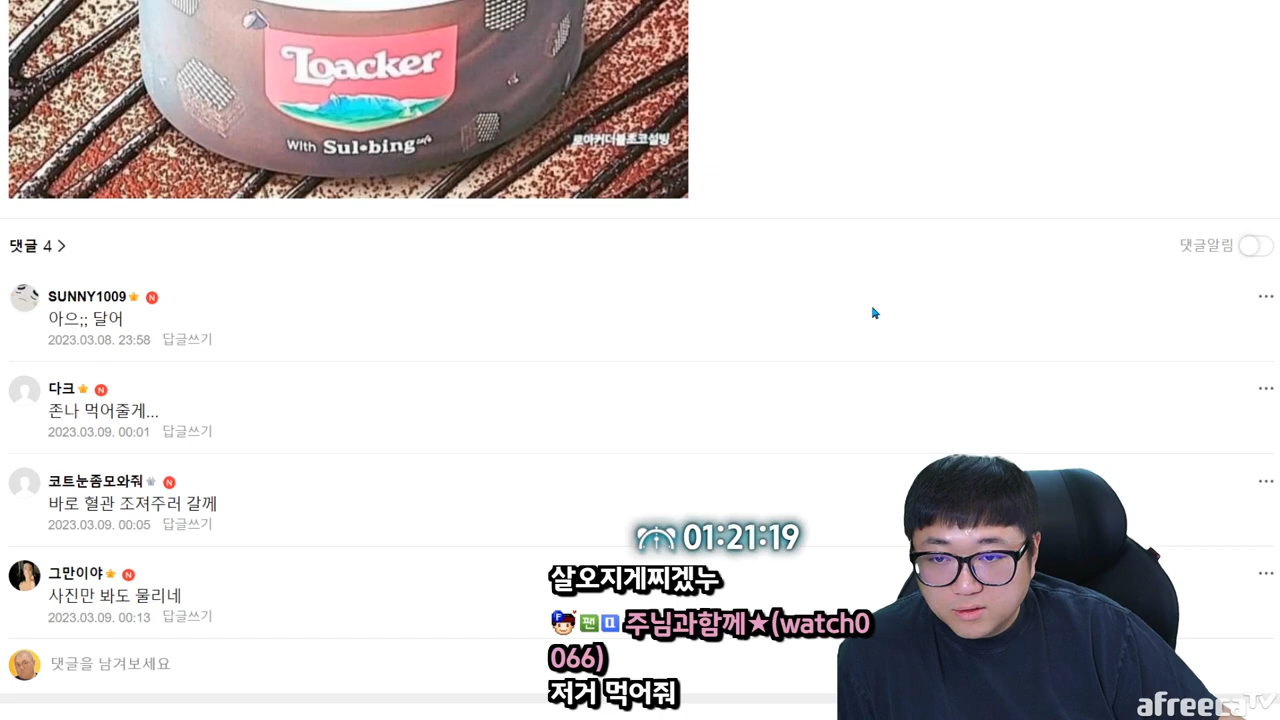 Loacker
With Sul•bing cafe
로아커더블초코설빙
댓글 4
댓글알림
SUNNY1009 N
아으;; 달어
2023.03.08. 23:58 답글쓰기
다크 N
존나 먹어줄게...
2023.03.09. 00:01 답글쓰기
코트눈좀모와줘 N
바로 혈관 조져주러 갈께
2023.03.09. 00:05 답글쓰기
그만이야 N
사진만 봐도 물리네
2023.03.09. 00:13 답글쓰기
댓글을 남겨보세요
01:21:19
살오지게찌겠누
F 팬 주님과함께★(watch0
066)
저거 먹어줘
afreecaTV